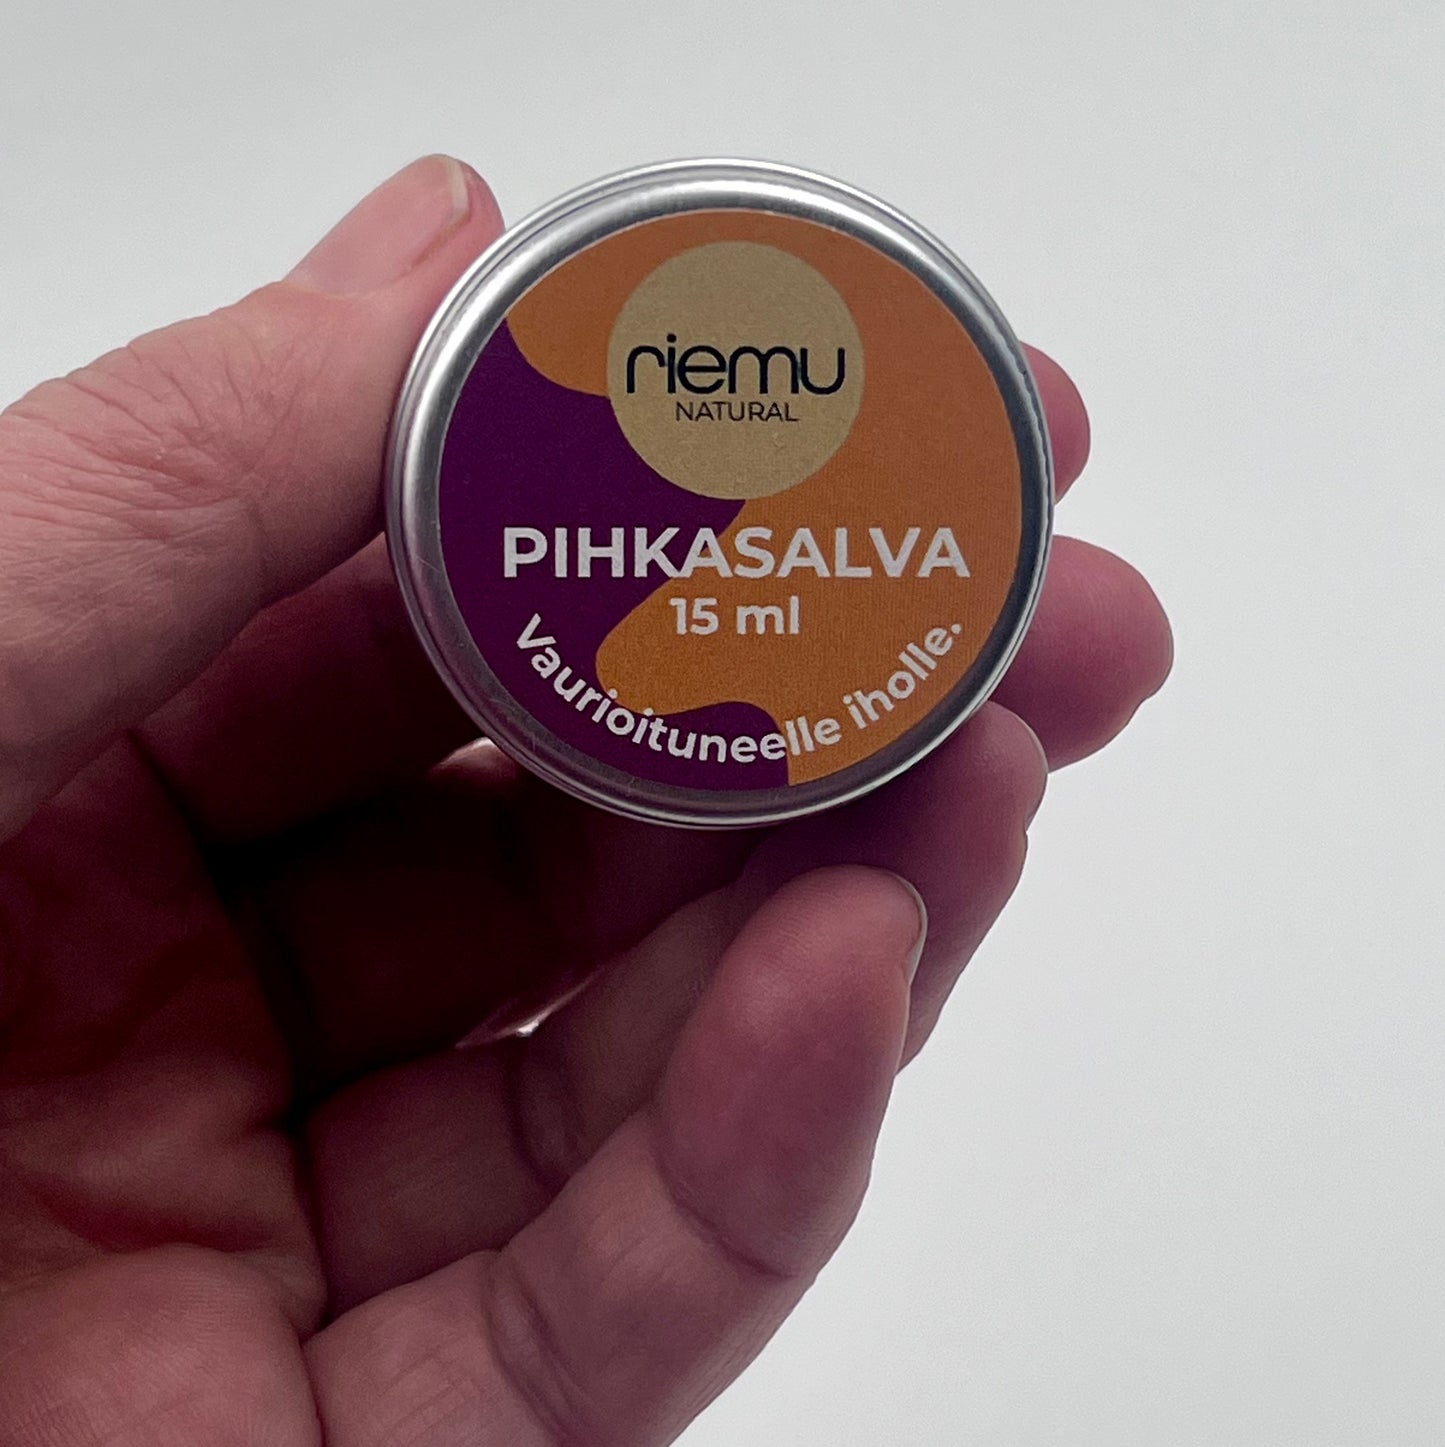 riemu
NATURAL
PIHKASALVA
15 ml
Vaurioituneelle iholle.